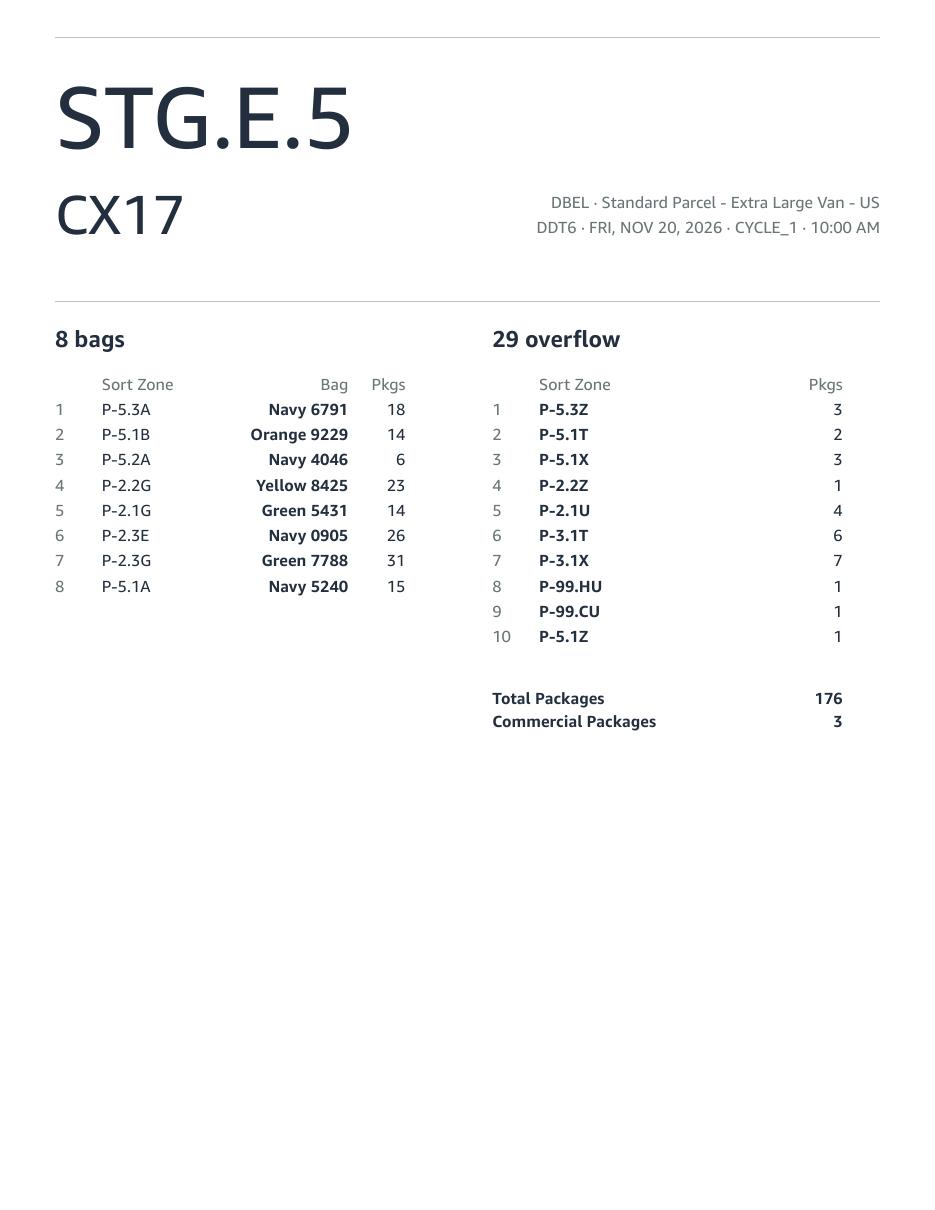 STG.E.5
CX17
DBEL · Standard Parcel - Extra Large Van - US
DDT6 · FRI, NOV 20, 2026 · CYCLE_1 · 10:00 AM
8 bags
Sort Zone Bag Pkgs
1 P-5.3A Navy 6791 18
2 P-5.1B Orange 9229 14
3 P-5.2A Navy 4046 6
4 P-2.2G Yellow 8425 23
5 P-2.1G Green 5431 14
6 P-2.3E Navy 0905 26
7 P-2.3G Green 7788 31
8 P-5.1A Navy 5240 15
29 overflow
Sort Zone Pkgs
1 P-5.3Z 3
2 P-5.1T 2
3 P-5.1X 3
4 P-2.2Z 1
5 P-2.1U 4
6 P-3.1T 6
7 P-3.1X 7
8 P-99.HU 1
9 P-99.CU 1
10 P-5.1Z 1
Total Packages 176
Commercial Packages 3